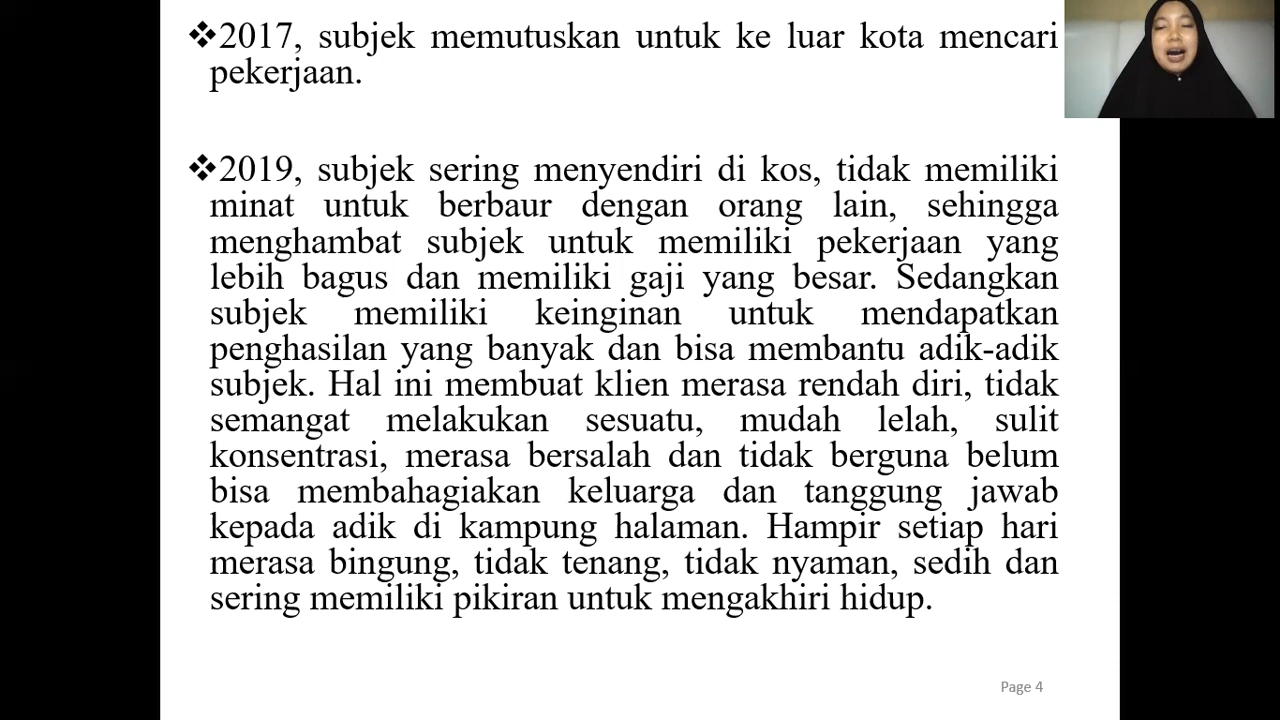 ❖2017, subjek memutuskan untuk ke luar kota mencari
pekerjaan.
❖2019, subjek sering menyendiri di kos, tidak memiliki
minat untuk berbaur dengan orang lain, sehingga
menghambat subjek untuk memiliki pekerjaan yang
lebih bagus dan memiliki gaji yang besar. Sedangkan
subjek memiliki keinginan untuk mendapatkan
penghasilan yang banyak dan bisa membantu adik-adik
subjek. Hal ini membuat klien merasa rendah diri, tidak
semangat melakukan sesuatu, mudah lelah, sulit
konsentrasi, merasa bersalah dan tidak berguna belum
bisa membahagiakan keluarga dan tanggung jawab
kepada adik di kampung halaman. Hampir setiap hari
merasa bingung, tidak tenang, tidak nyaman, sedih dan
sering memiliki pikiran untuk mengakhiri hidup.
Page 4